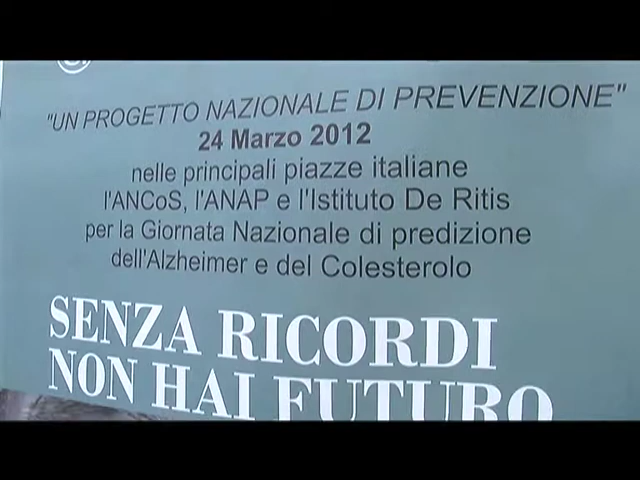 "UN PROGETTO NAZIONALE DI PREVENZIONE"
24 Marzo 2012
nelle principali piazze italiane
l'ANCoS, l'ANAP e l'Istituto De Ritis
per la Giornata Nazionale di predizione
dell'Alzheimer e del Colesterolo
SENZA RICORDI
NON HAI FUTURO